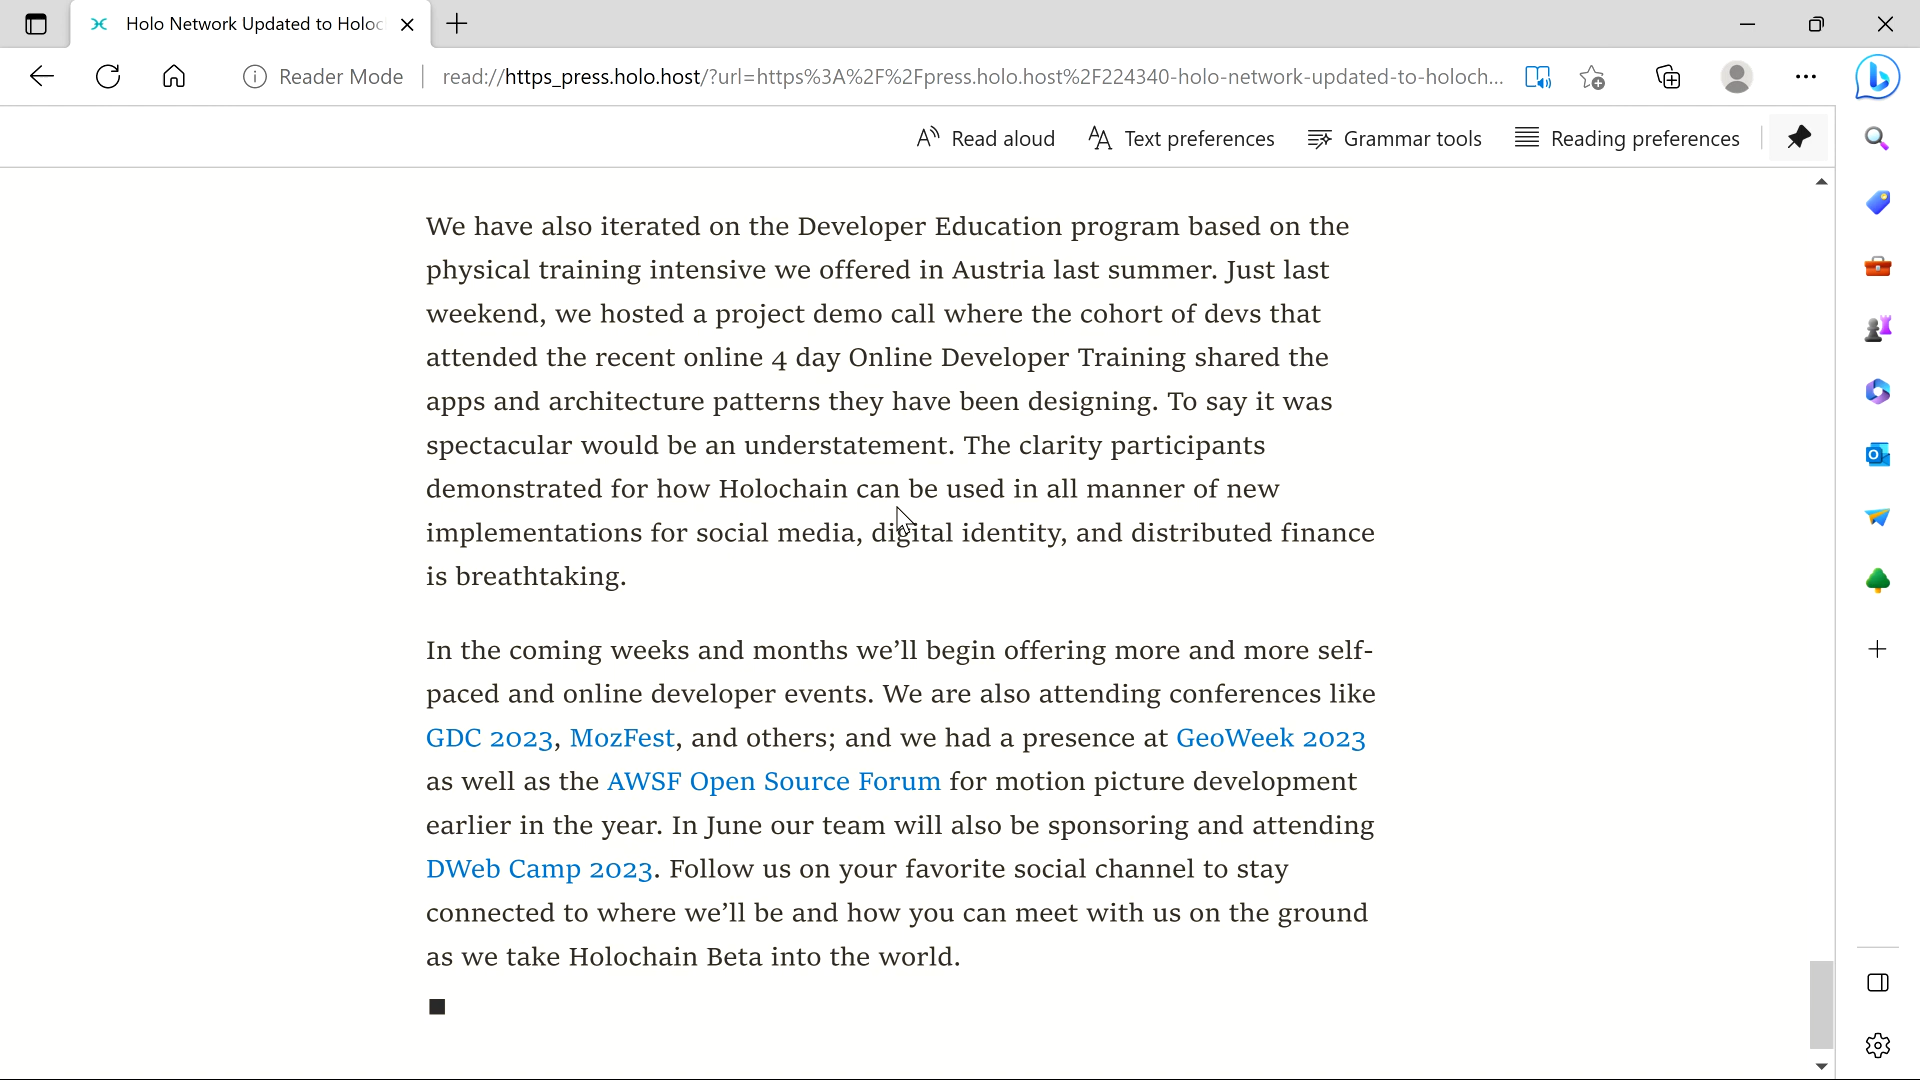 Holo Network Updated to Holoc
Reader Mode
read://https_press.holo.host/?url=https%3A%2F%2Fpress.holo.host%2F224340-holo-network-updated-to-holoch...
Read aloud
Text preferences
Grammar tools
Reading preferences
We have also iterated on the Developer Education program based on the
physical training intensive we offered in Austria last summer. Just last
weekend, we hosted a project demo call where the cohort of devs that
attended the recent online 4 day Online Developer Training shared the
apps and architecture patterns they have been designing. To say it was
spectacular would be an understatement. The clarity participants
demonstrated for how Holochain can be used in all manner of new
implementations for social media, digital identity, and distributed finance
is breathtaking.
In the coming weeks and months we’ll begin offering more and more self-
paced and online developer events. We are also attending conferences like
GDC 2023, MozFest, and others; and we had a presence at GeoWeek 2023
as well as the AWSF Open Source Forum for motion picture development
earlier in the year. In June our team will also be sponsoring and attending
DWeb Camp 2023. Follow us on your favorite social channel to stay
connected to where we’ll be and how you can meet with us on the ground
as we take Holochain Beta into the world.